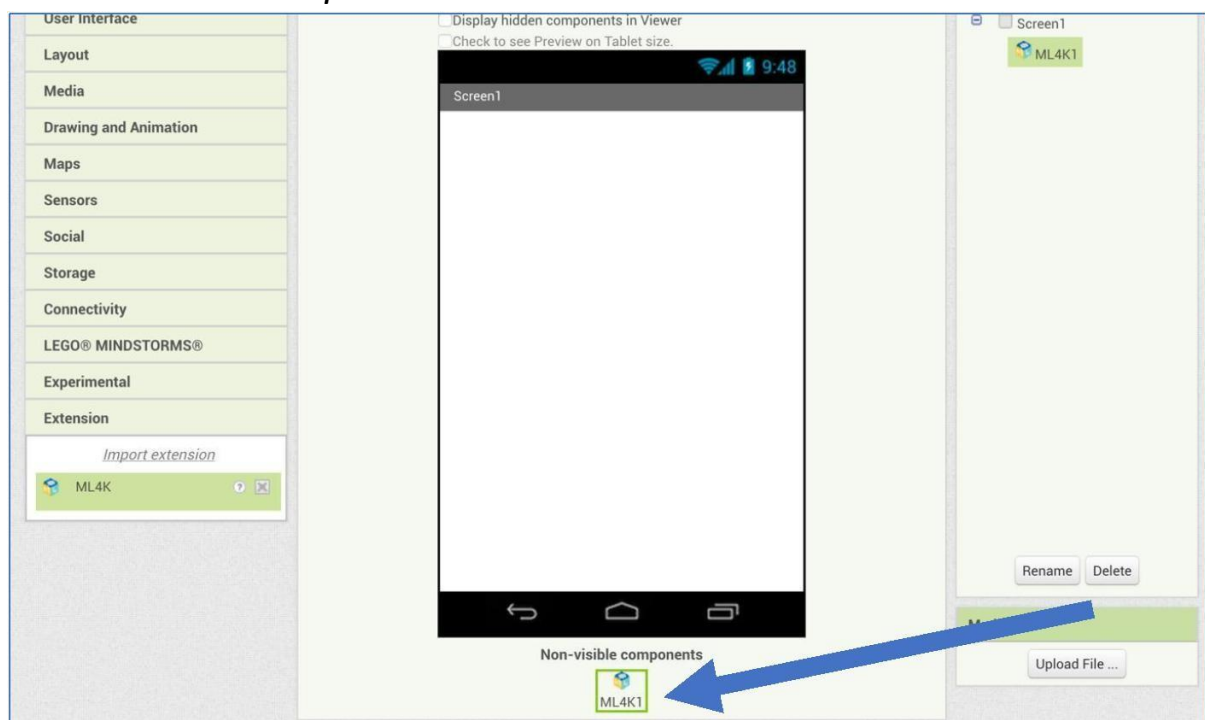 User Interface
Layout
Media
Drawing and Animation
Maps
Sensors
Social
Storage
Connectivity
LEGO® MINDSTORMS®
Experimental
Extension
Import extension
ML4K ?
Display hidden components in Viewer
Check to see Preview on Tablet size.
9:48
Screen1
Non-visible components
ML4K1
Screen1
ML4K1
Rename Delete
Upload File ...